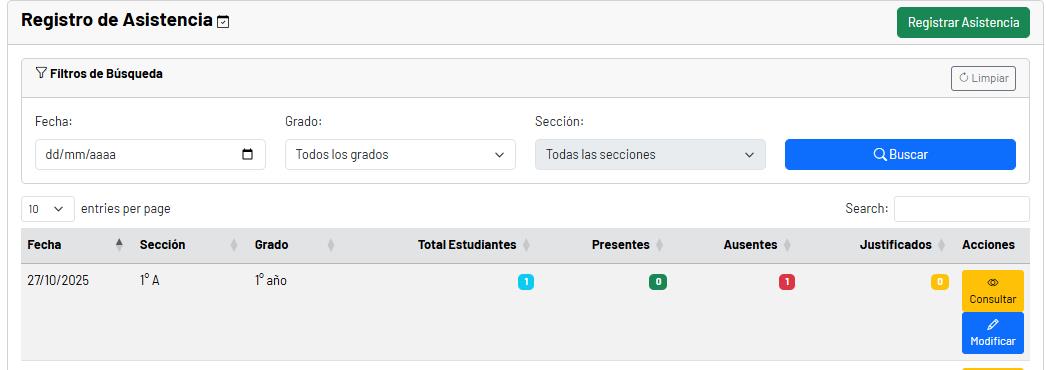 Registro de Asistencia
Registrar Asistencia
Filtros de Búsqueda
Limpiar
Fecha: Grado: Sección:
dd/mm/aaaa Todos los grados Todas las secciones Buscar
10 entries per page Search:
Fecha Sección Grado Total Estudiantes Presentes Ausentes Justificados Acciones
27/10/2025 1° A 1° año 1 0 1 0
Consultar
Modificar